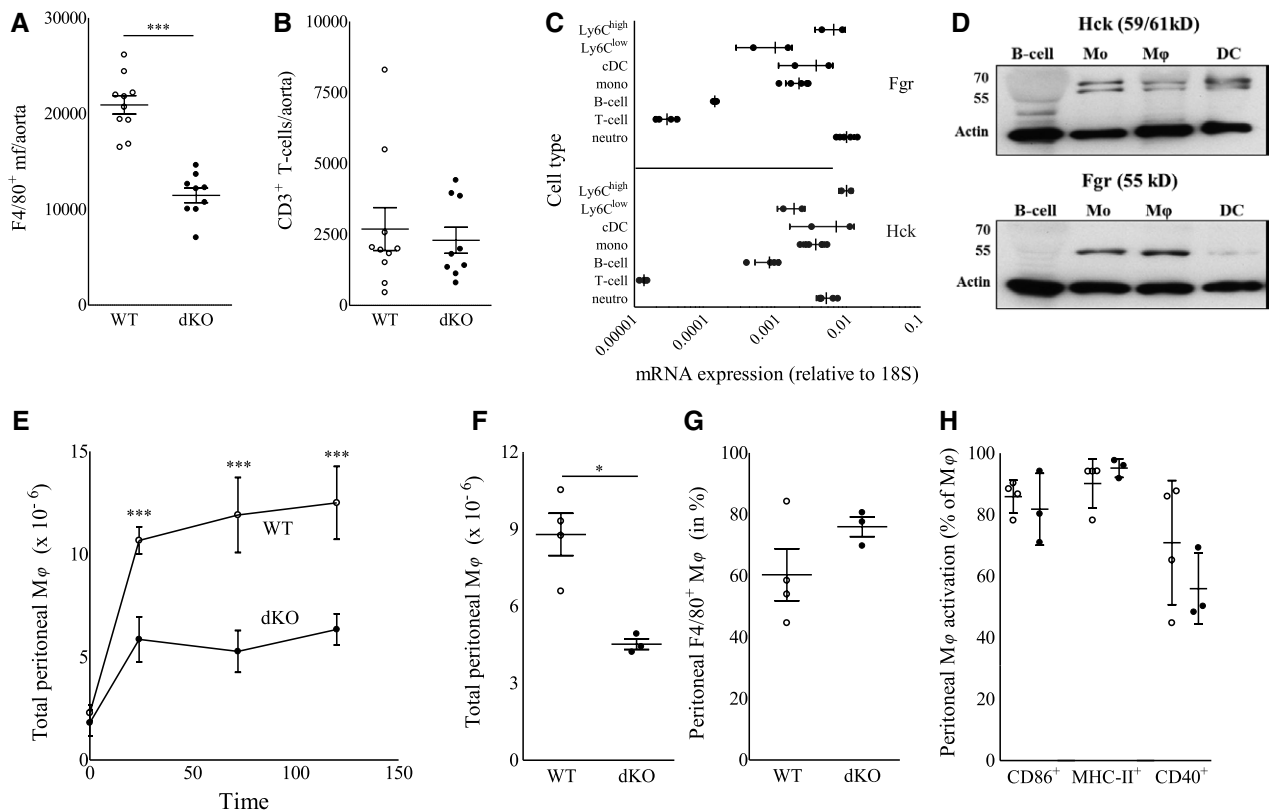 A
30000
20000
10000
0
F4/80+ mf/aorta
***
WT dKO
B
10000
7500
5000
2500
0
CD3+ T-cells/aorta)
WT dKO
C
Cell type
Ly6Chigh
Ly6Clow
cDC
mono
B-cell
T-cell
neutro
Fgr
Ly6Chigh
Ly6Clow
cDC
mono
B-cell
T-cell
neutro
Hck
0.00001 0.0001 0.001 0.01 0.1
mRNA expression (relative to 18S)
D
Hck (59/61kD)
B-cell Mo Mφ DC
70
55
Actin
Fgr (55 kD)
B-cell Mo Mφ DC
70
55
Actin
E
Total peritoneal Mφ (x 10-6)
15
10
5
0
***
***
***
WT
dKO
0 50 100 150
Time
F
Total peritoneal Mφ (x 10-6)
12
9
6
3
0
*
WT dKO
G
Peritoneal F4/80+ Mφ (in %)
100
80
60
40
20
0
WT dKO
H
Peritoneal Mφ activation (% of Mφ)
100
80
60
40
20
0
CD86+ MHC-II+ CD40+